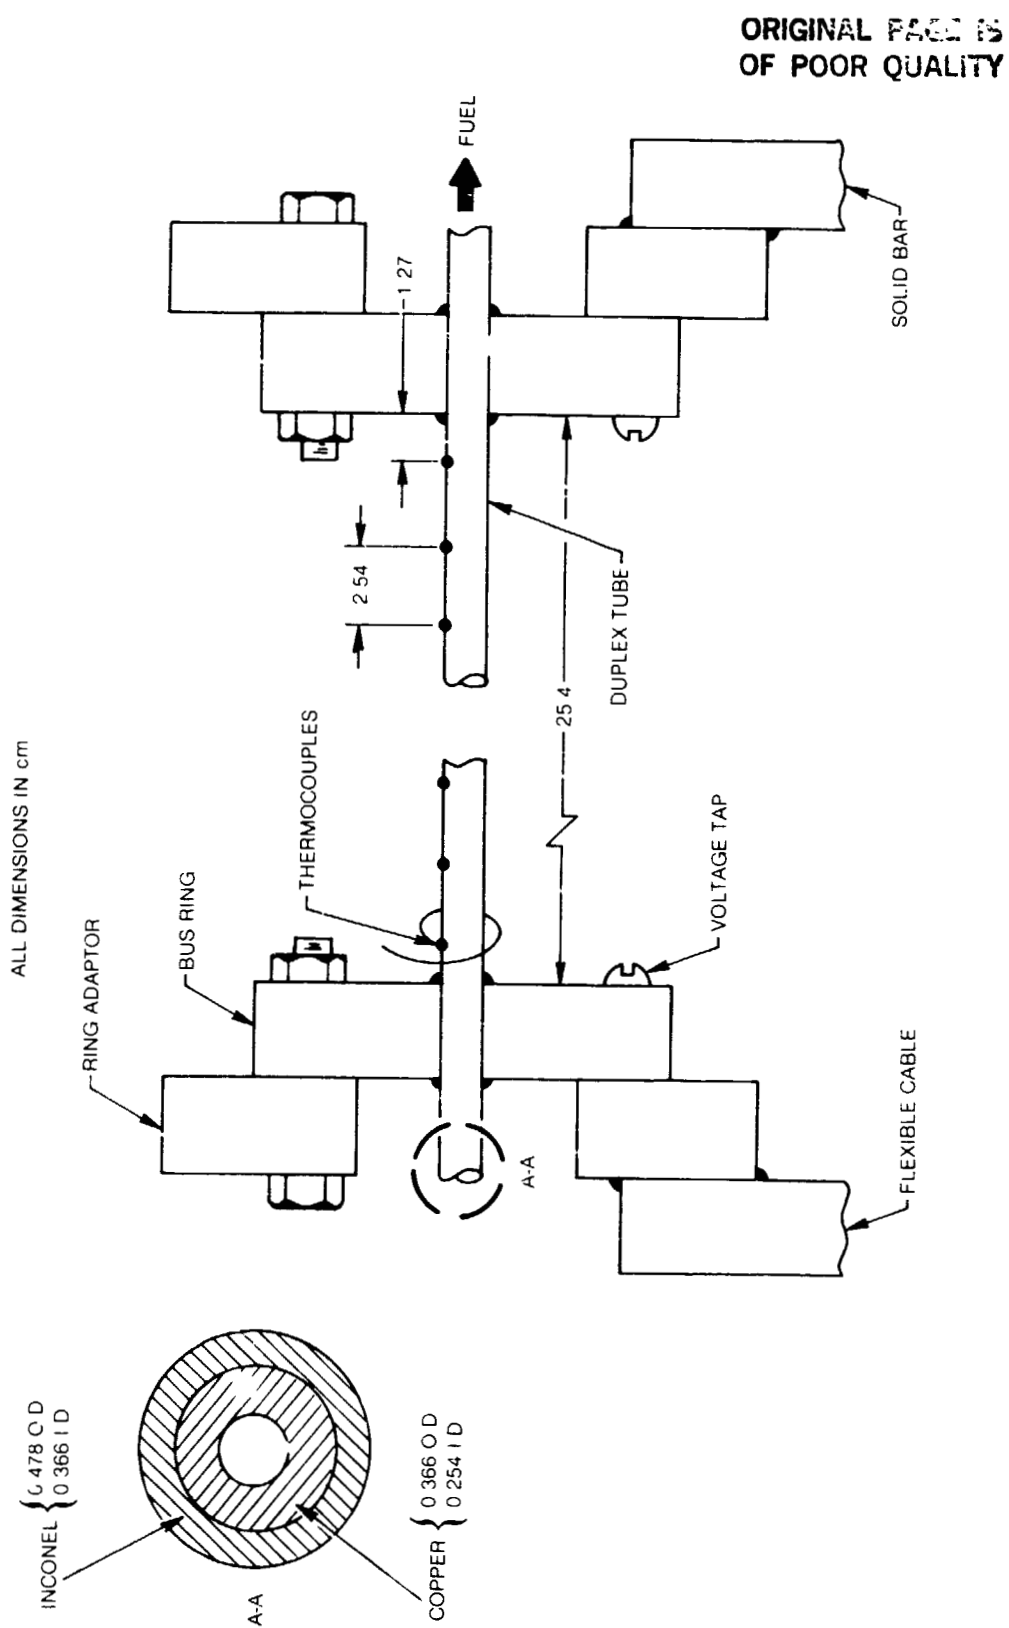 ORIGINAL PAGE IS
OF POOR QUALITY
ALL DIMENSIONS IN cm
INCONEL { 0 478 O D
0 366 I D
COPPER { 0 366 O D
0 254 I D
A-A
RING ADAPTOR
BUS RING
THERMOCOUPLES
2 54
1 27
FUEL
A-A
25 4
DUPLEX TUBE
VOLTAGE TAP
FLEXIBLE CABLE
SOLID BAR